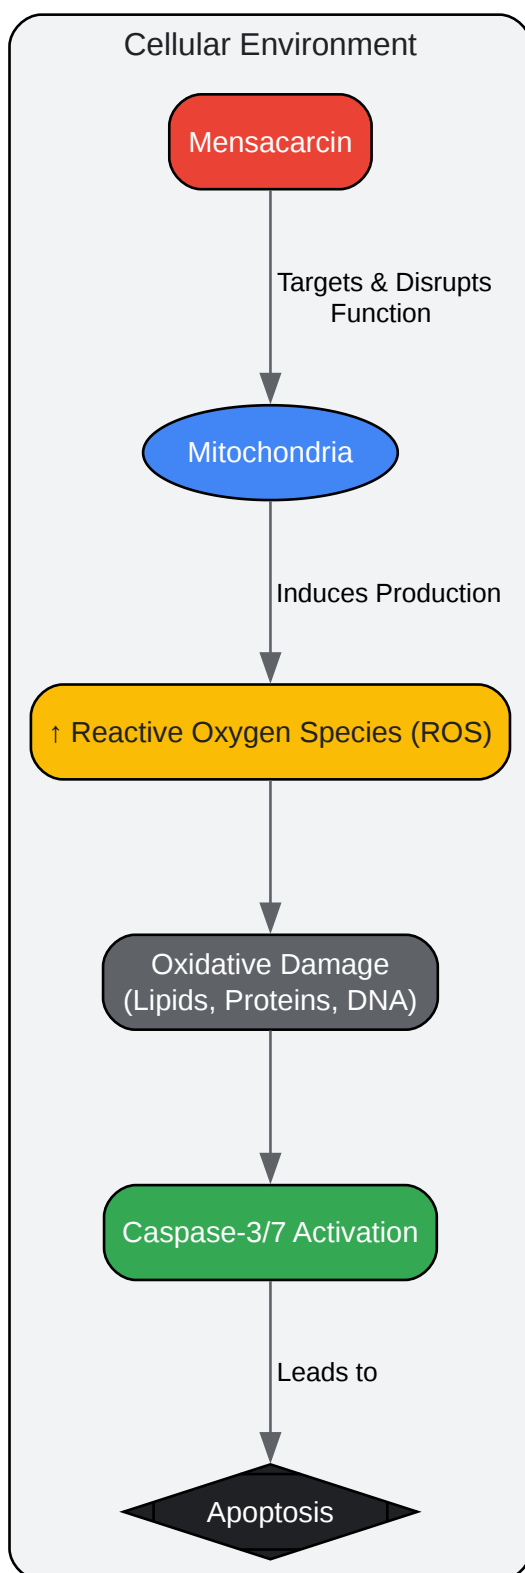 Cellular Environment
Mensacarcin
Targets & Disrupts
Function
Mitochondria
Induces Production
↑ Reactive Oxygen Species (ROS)
Oxidative Damage
(Lipids, Proteins, DNA)
Caspase-3/7 Activation
Leads to
Apoptosis